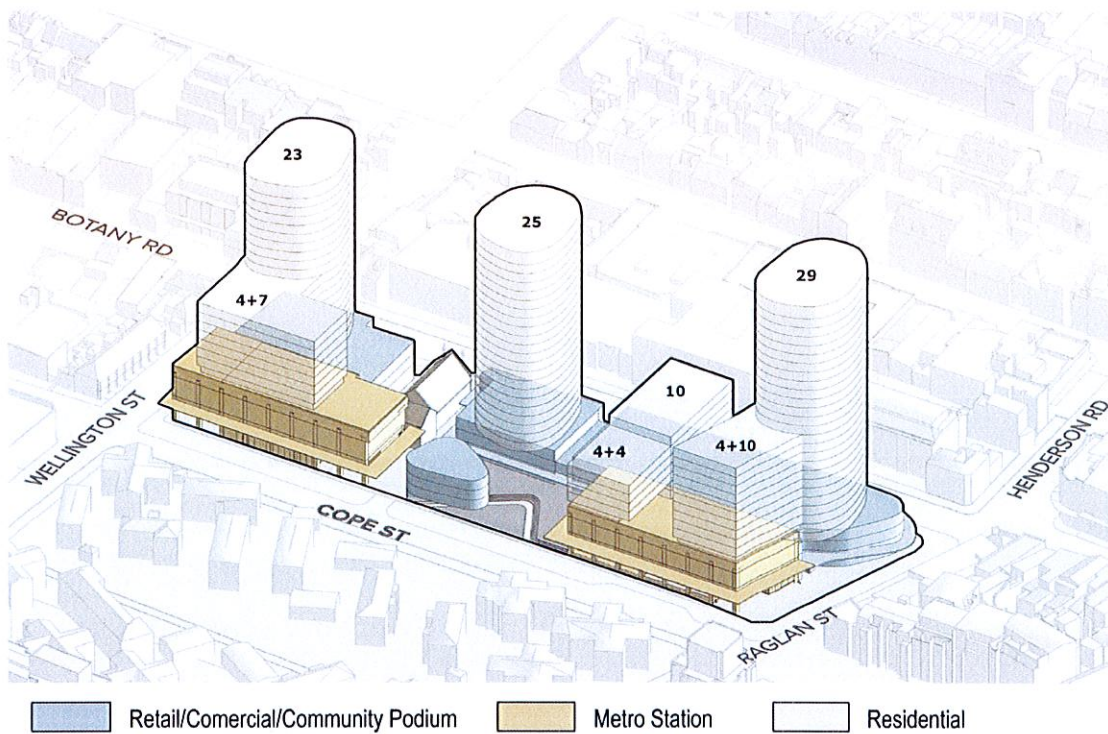 23
25
29
BOTANY RD
4+7
10
4+4
4+10
WELLINGTON ST
HENDERSON RD
COPE ST
RAGLAN ST
Retail/Comercial/Community Podium
Metro Station
Residential